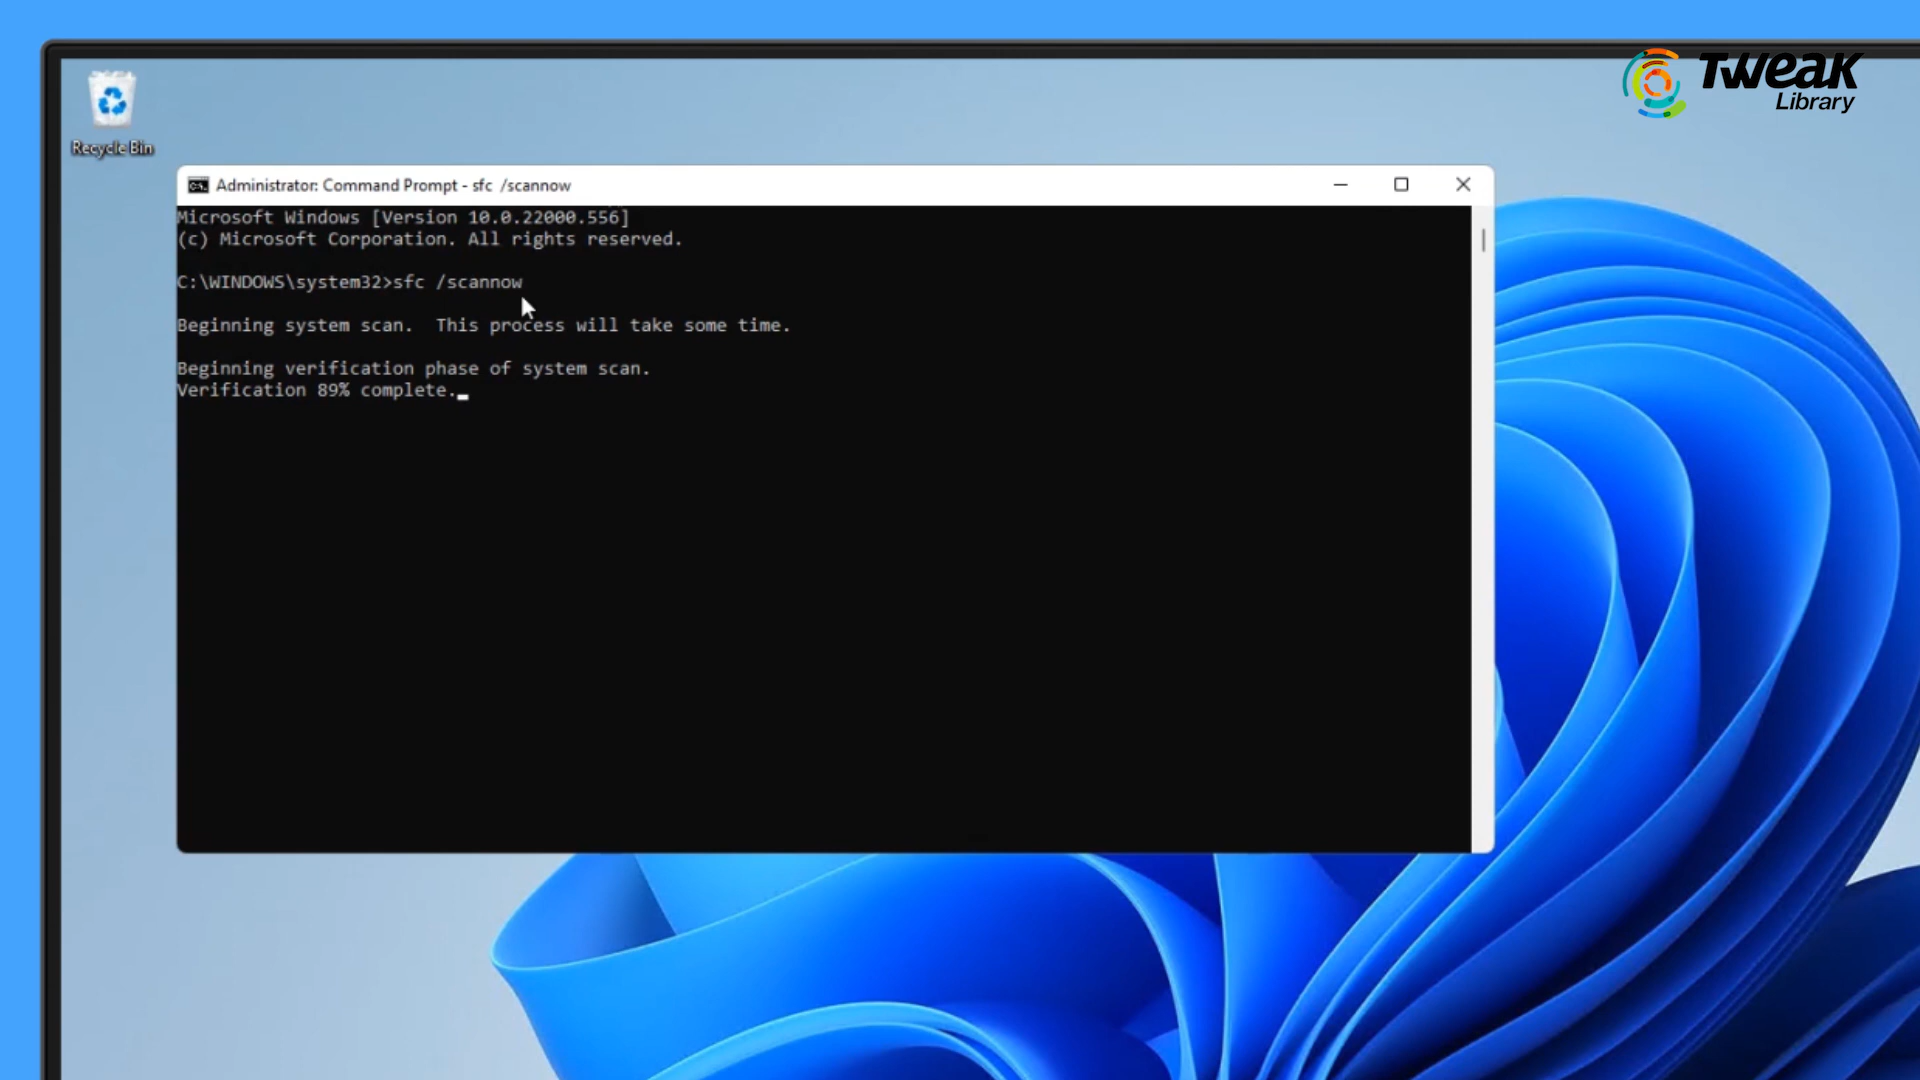 TWEAK
Library
Recycle Bin
Administrator: Command Prompt - sfc  /scannow
Microsoft Windows [Version 10.0.22000.556]
(c) Microsoft Corporation. All rights reserved.
C:\WINDOWS\system32>sfc /scannow
Beginning system scan.  This process will take some time.
Beginning verification phase of system scan.
Verification 89% complete.